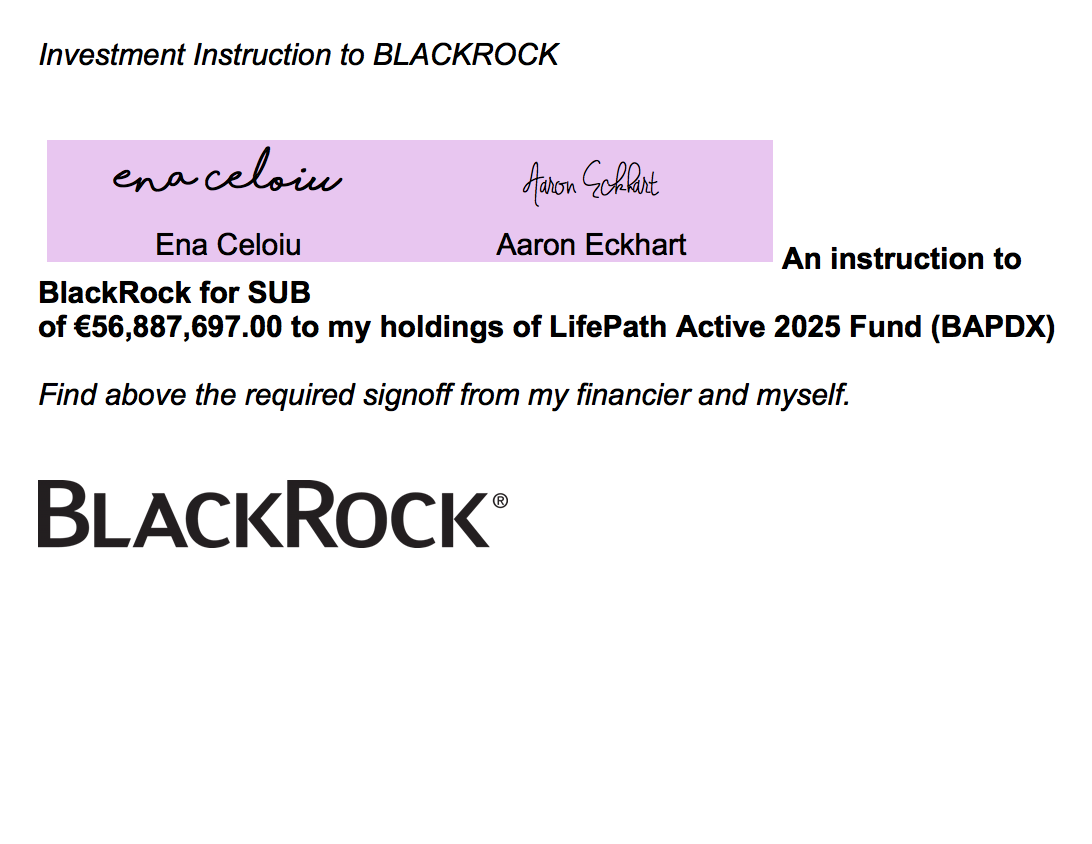 Investment Instruction to BLACKROCK
ena celoiu Aaron Eckhart
Ena Celoiu Aaron Eckhart
An instruction to
BlackRock for SUB
of €56,887,697.00 to my holdings of LifePath Active 2025 Fund (BAPDX)
Find above the required signoff from my financier and myself.
BLACKROCK®